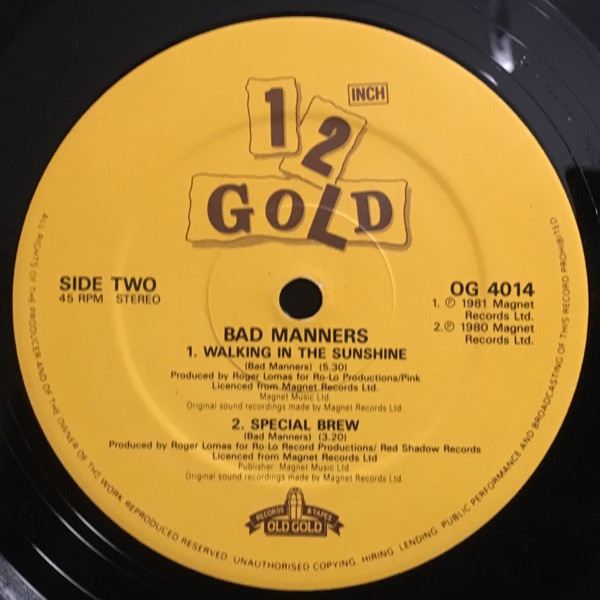 12 INCH
GOLD
SIDE TWO
45 RPM STEREO
OG 4014
1. ℗ 1981 Magnet
Records Ltd.
2. ℗ 1980 Magnet
Records Ltd.
BAD MANNERS
1. WALKING IN THE SUNSHINE
(Bad Manners) (5.30)
Produced by Roger Lomas for Ro-Lo Productions/Pink
Licenced from Magnet Records Ltd.
Magnet Music Ltd.
Original sound recordings made by Magnet Records Ltd.
2. SPECIAL BREW
(Bad Manners) (3.20)
Produced by Roger Lomas for Ro-Lo Record Productions/ Red Shadow Records
Licenced from Magnet Records Ltd
Publisher: Magnet Music Ltd.
Original sound recordings made by Magnet Records Ltd.
RECORDS & TAPES
OLD GOLD
ALL RIGHTS OF THE PRODUCER AND OF THE OWNER OF THE WORK REPRODUCED RESERVED. UNAUTHORISED COPYING, HIRING, LENDING, PUBLIC PERFORMANCE AND BROADCASTING OF THIS RECORD PROHIBITED